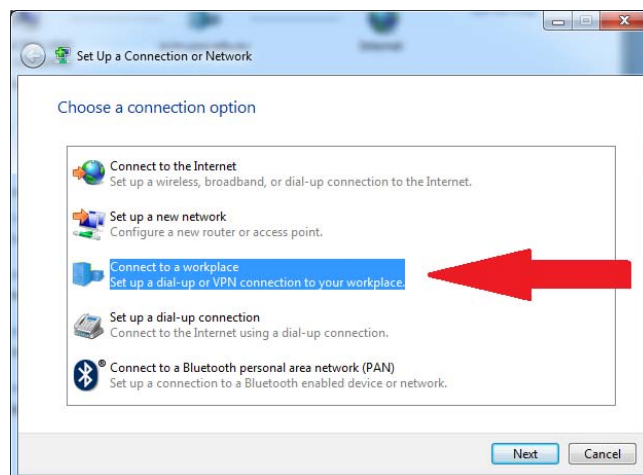 Set Up a Connection or Network
Choose a connection option
Connect to the Internet
Set up a wireless, broadband, or dial-up connection to the Internet.
Set up a new network
Configure a new router or access point.
Connect to a workplace
Set up a dial-up or VPN connection to your workplace.
Set up a dial-up connection
Connect to the Internet using a dial-up connection.
Connect to a Bluetooth personal area network (PAN)
Set up a connection to a Bluetooth enabled device or network.
Next Cancel